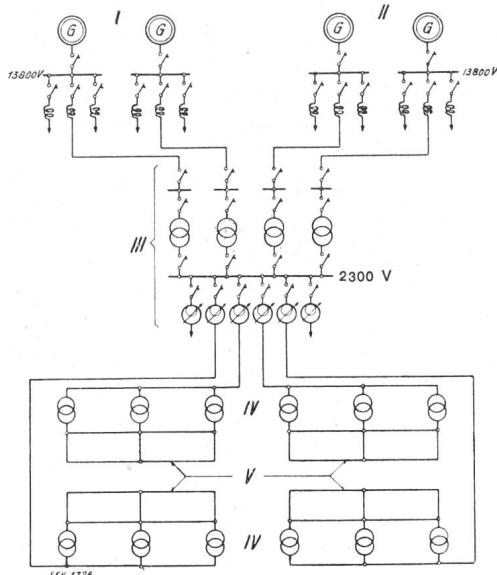 I II
G G G G
13800V 13800V
III
2300 V
IV IV
V
IV IV